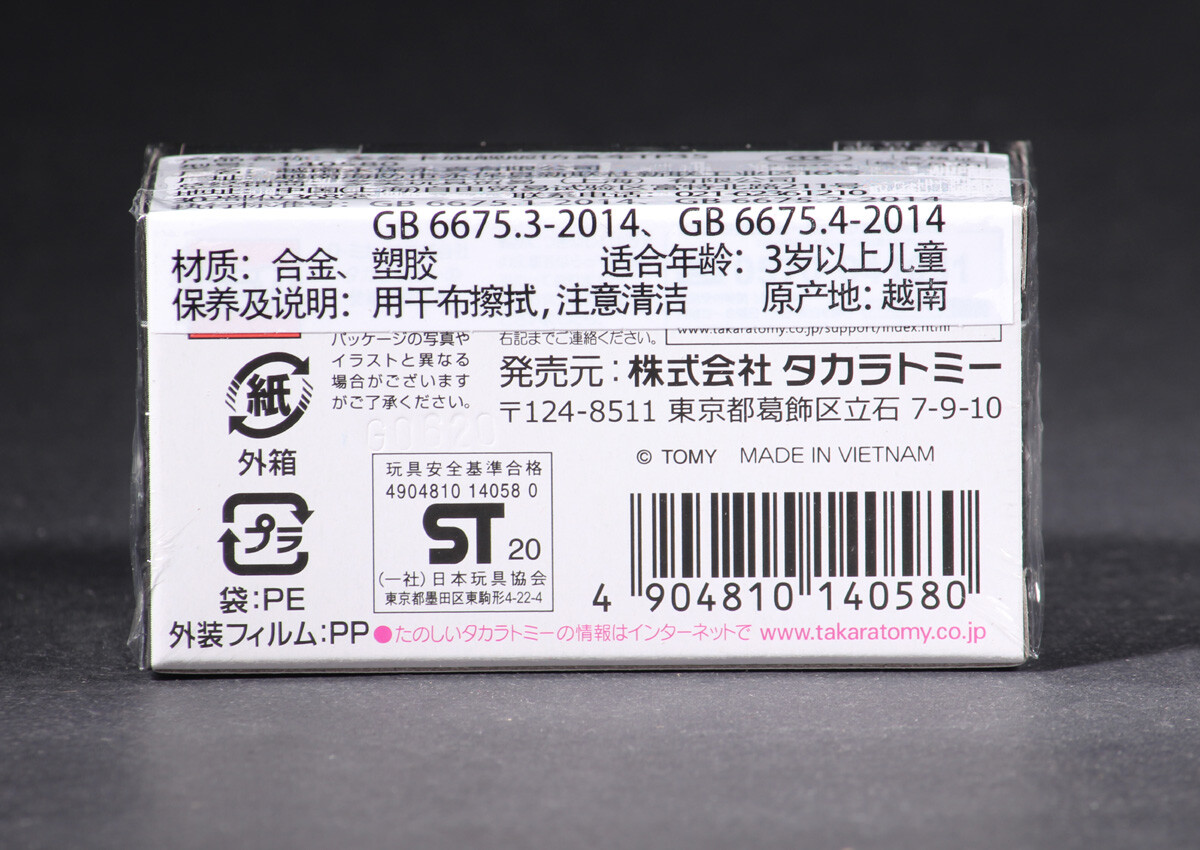 GB 6675.3-2014、GB 6675.4-2014
材质：合金、塑胶 适合年龄：3岁以上儿童
保养及说明：用干布擦拭,注意清洁 原产地：越南
パッケージの写真や
イラストと異なる
場合がございます
がご了承ください。
右記までご連絡ください。
www.takaratomy.co.jp/support/index.html
発売元：株式会社 タカラトミー
〒124-8511 東京都葛飾区立石 7-9-10
G0620
© TOMY MADE IN VIETNAM
紙
外箱
プラ
袋:PE
外装フィルム:PP
玩具安全基準合格
4904810 14058 0
ST 20
(一社)日本玩具協会
東京都墨田区東駒形4-22-4
4 904810 140580
●たのしいタカラトミーの情報はインターネットで www.takaratomy.co.jp